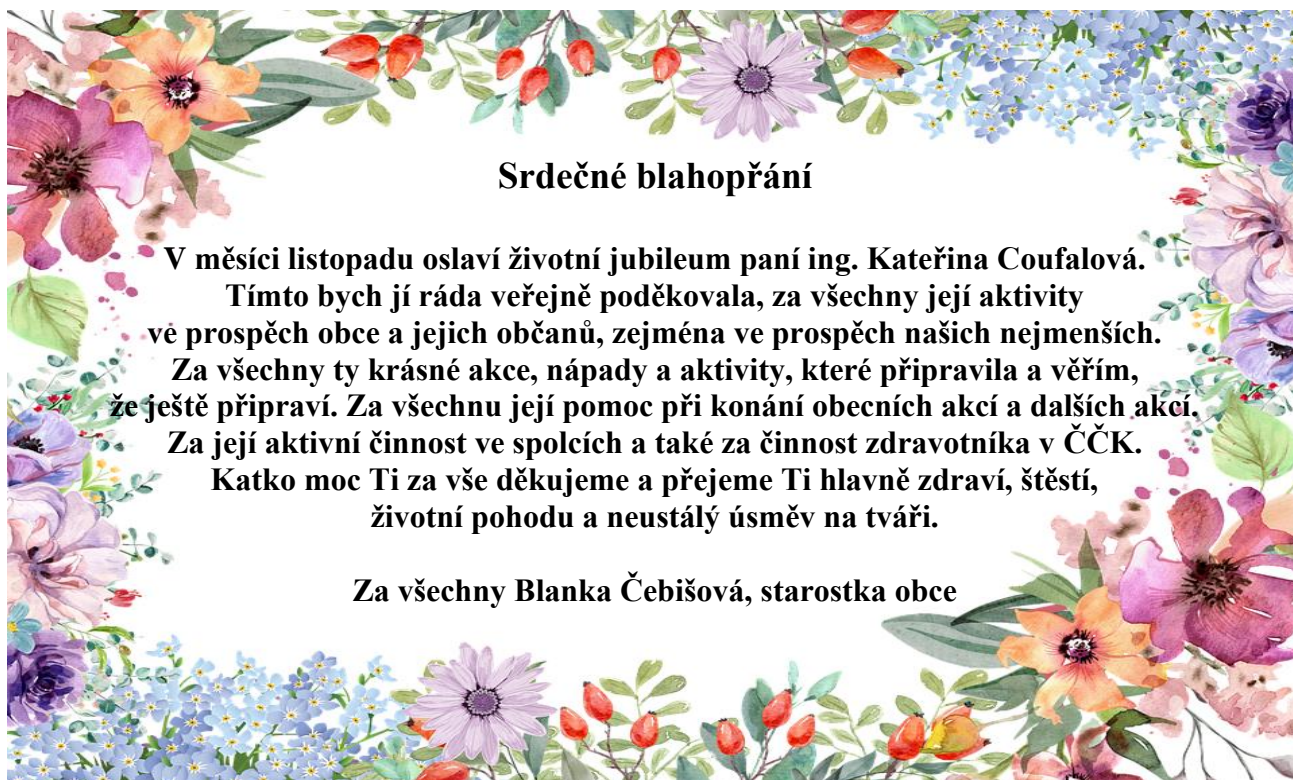 Srdečné blahopřání
V měsíci listopadu oslaví životní jubileum paní ing. Kateřina Coufalová.
Tímto bych jí ráda veřejně poděkovala, za všechny její aktivity
ve prospěch obce a jejich občanů, zejména ve prospěch našich nejmenších.
Za všechny ty krásné akce, nápady a aktivity, které připravila a věřím,
že ještě připraví. Za všechnu její pomoc při konání obecních akcí a dalších akcí.
Za její aktivní činnost ve spolcích a také za činnost zdravotníka v ČČK.
Katko moc Ti za vše děkujeme a přejeme Ti hlavně zdraví, štěstí,
životní pohodu a neustálý úsměv na tváři.
Za všechny Blanka Čebišová, starostka obce